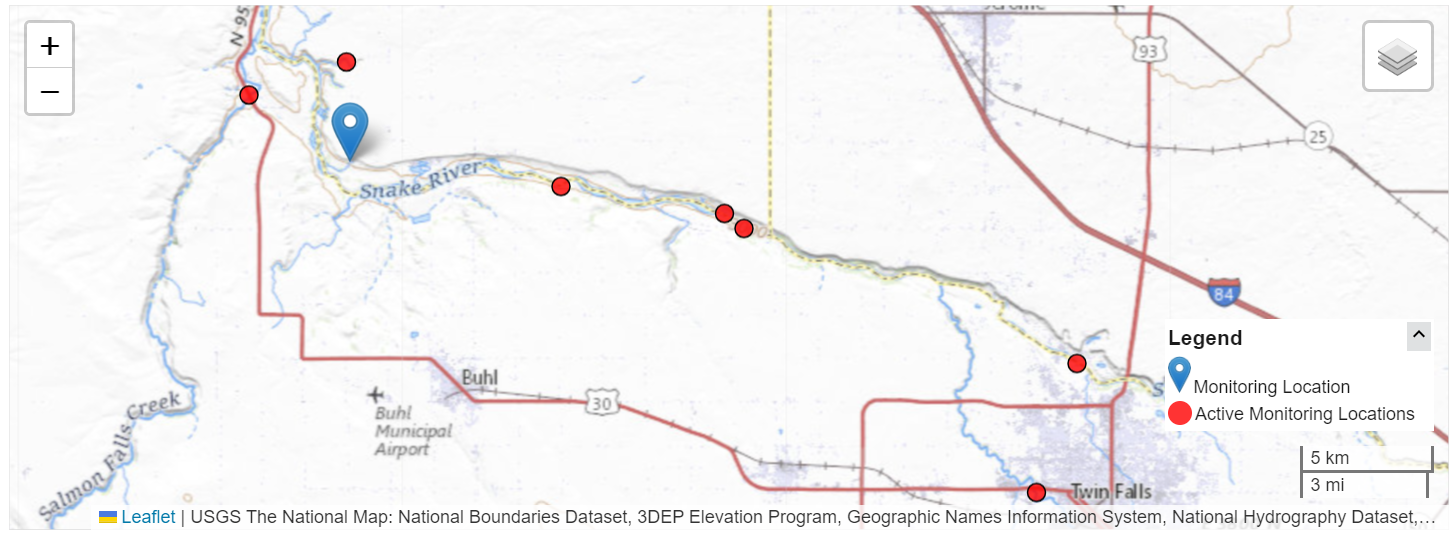 N 95
Jerome
+
93
−
25
Snake River
84
Legend
Buhl
Monitoring Location
S
30
Active Monitoring Locations
Salmon Falls Creek
Buhl
Municipal
Airport
5 km
3 mi
Twin Falls
Leaflet | USGS The National Map: National Boundaries Dataset, 3DEP Elevation Program, Geographic Names Information System, National Hydrography Dataset,…